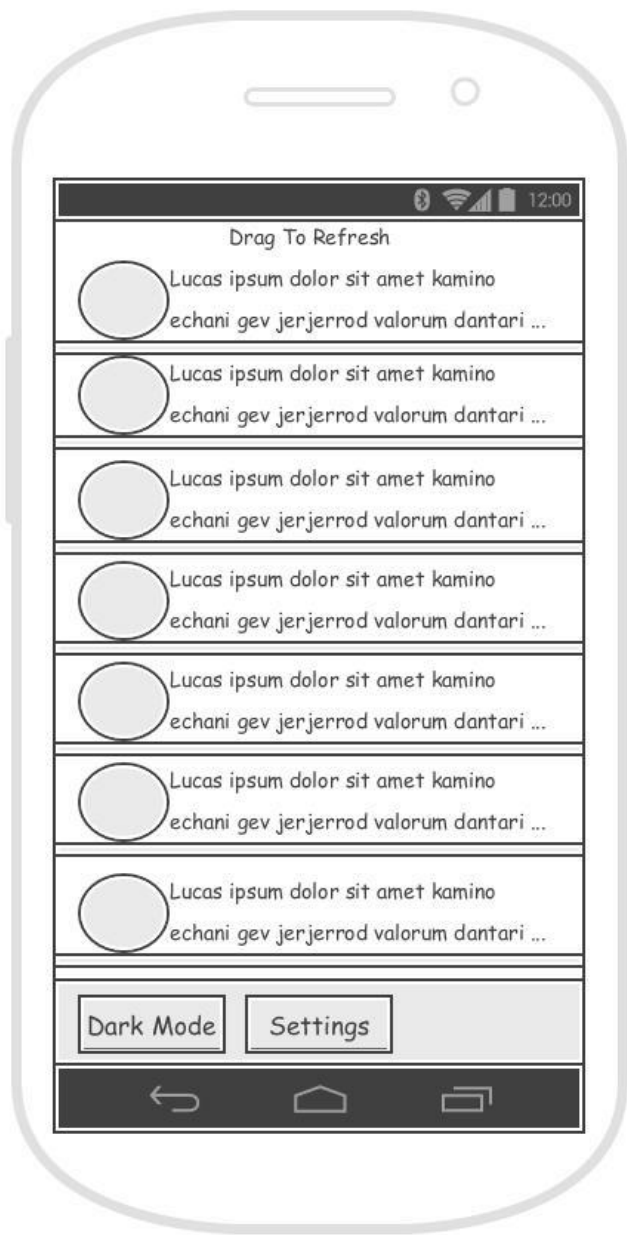 12:00
Drag To Refresh
Lucas ipsum dolor sit amet kamino
echani gev jerjerrod valorum dantari ...
Lucas ipsum dolor sit amet kamino
echani gev jerjerrod valorum dantari ...
Lucas ipsum dolor sit amet kamino
echani gev jerjerrod valorum dantari ...
Lucas ipsum dolor sit amet kamino
echani gev jerjerrod valorum dantari ...
Lucas ipsum dolor sit amet kamino
echani gev jerjerrod valorum dantari ...
Lucas ipsum dolor sit amet kamino
echani gev jerjerrod valorum dantari ...
Lucas ipsum dolor sit amet kamino
echani gev jerjerrod valorum dantari ...
Dark Mode Settings